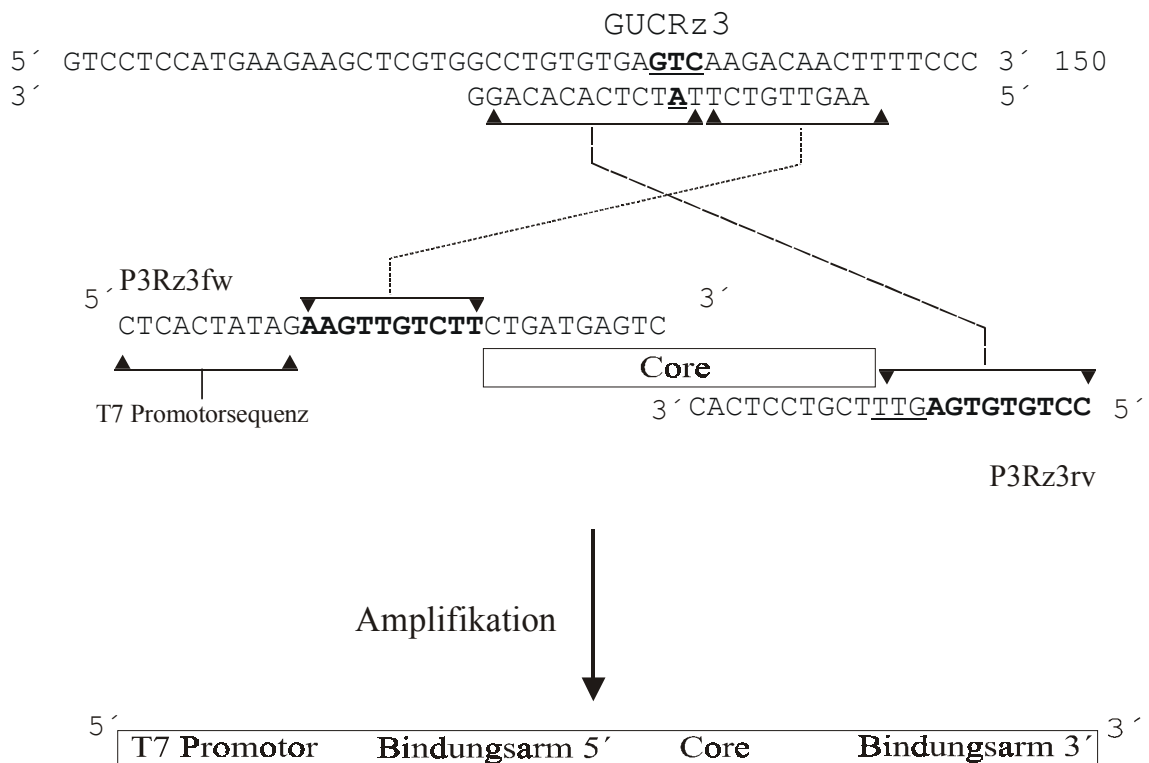 GUCRz3
5´ GTCCTCCATGAAGAAGCTCGTGGCCTGTGTGAGTCAAGACAACTTTTCCC 3´ 150
3´ GGACACACTCTATTCTGTTGAA 5´
P3Rz3fw
5´ 3´
CTCACTATAGAAGTTGTCTTCTGATGAGTC
Core
T7 Promotorsequenz
3´CACTCCTGCTTTGAGTGTGTCC 5´
P3Rz3rv
Amplifikation
5´ 3´
T7 Promotor Bindungsarm 5´ Core Bindungsarm 3´